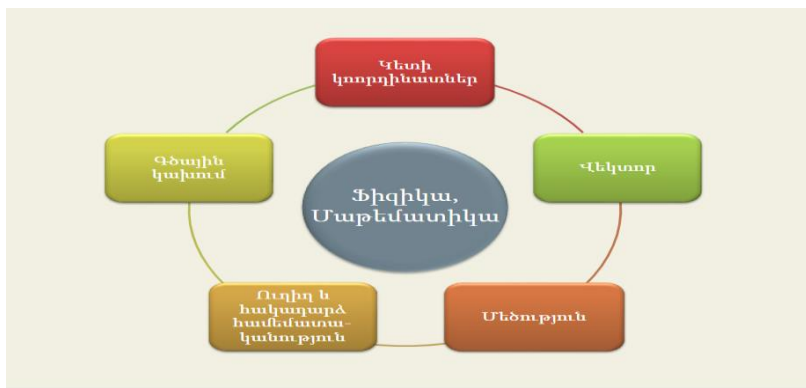 Կետի
կոորդինատներ
Գծային
կախում
Վեկտոր
Ֆիզիկա,
Մաթեմատիկա
Ուղիղ և
հակադարձ
համեմատա-
կանություն
Մեծություն